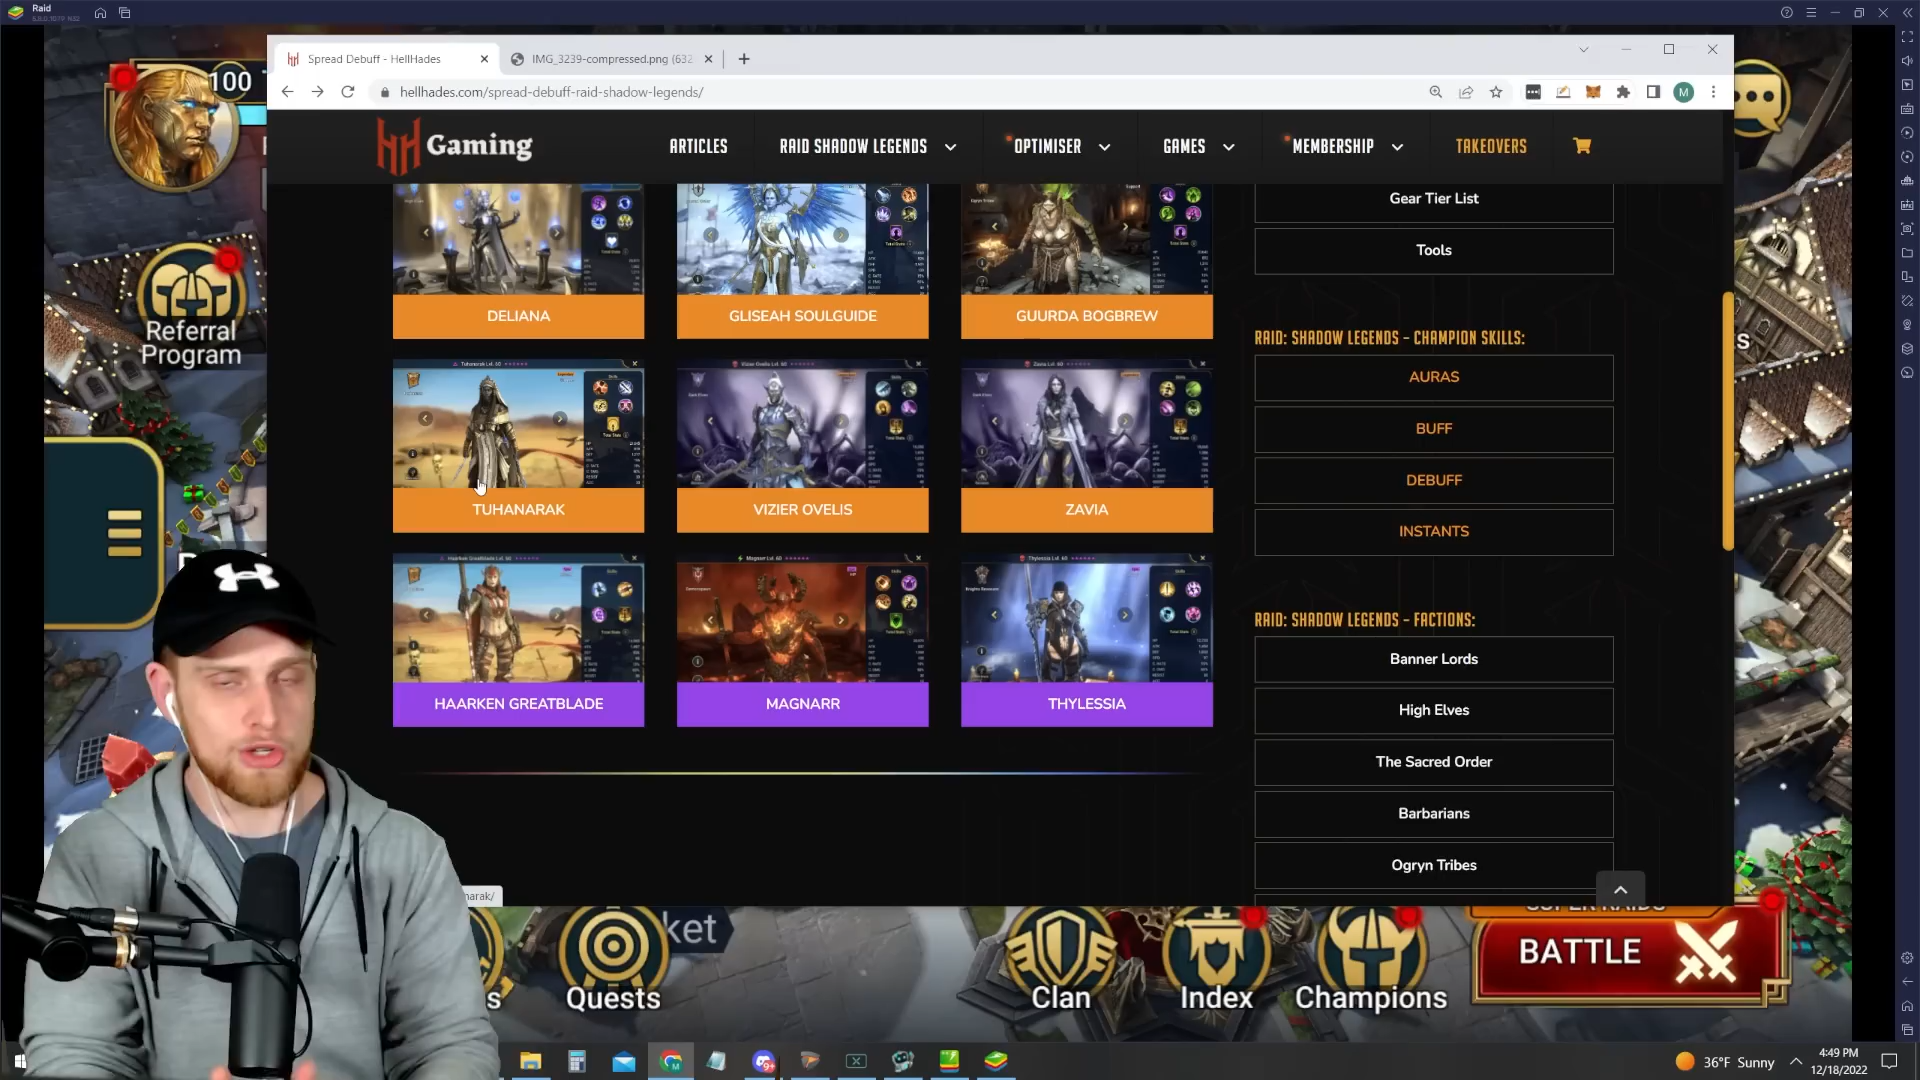 Raid
100
Spread Debuff - HellHades
IMG_3239-compressed.png (632
hellhades.com/spread-debuff-raid-shadow-legends/
M
Gaming
ARTICLES
RAID SHADOW LEGENDS
OPTIMISER
GAMES
MEMBERSHIP
TAKEOVERS
Referral
Program
DELIANA
GLISEAH SOULGUIDE
GUURDA BOGBREW
TUHANARAK
VIZIER OVELIS
ZAVIA
HAARKEN GREATBLADE
MAGNARR
THYLESSIA
Gear Tier List
Tools
RAID: SHADOW LEGENDS - CHAMPION SKILLS:
AURAS
BUFF
DEBUFF
INSTANTS
RAID: SHADOW LEGENDS - FACTIONS:
Banner Lords
High Elves
The Sacred Order
Barbarians
Ogryn Tribes
narak/
ket
s
Quests
Clan
Index
Champions
BATTLE
36°F Sunny
4:49 PM
12/18/2022